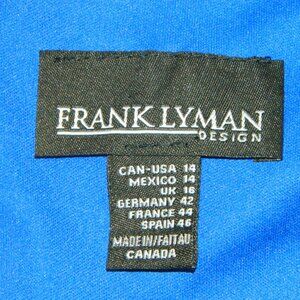 FRANK LYMAN
DESIGN
CAN-USA 14
MEXICO 14
UK 16
GERMANY 42
FRANCE 44
SPAIN 46
MADE IN/FAIT AU
CANADA